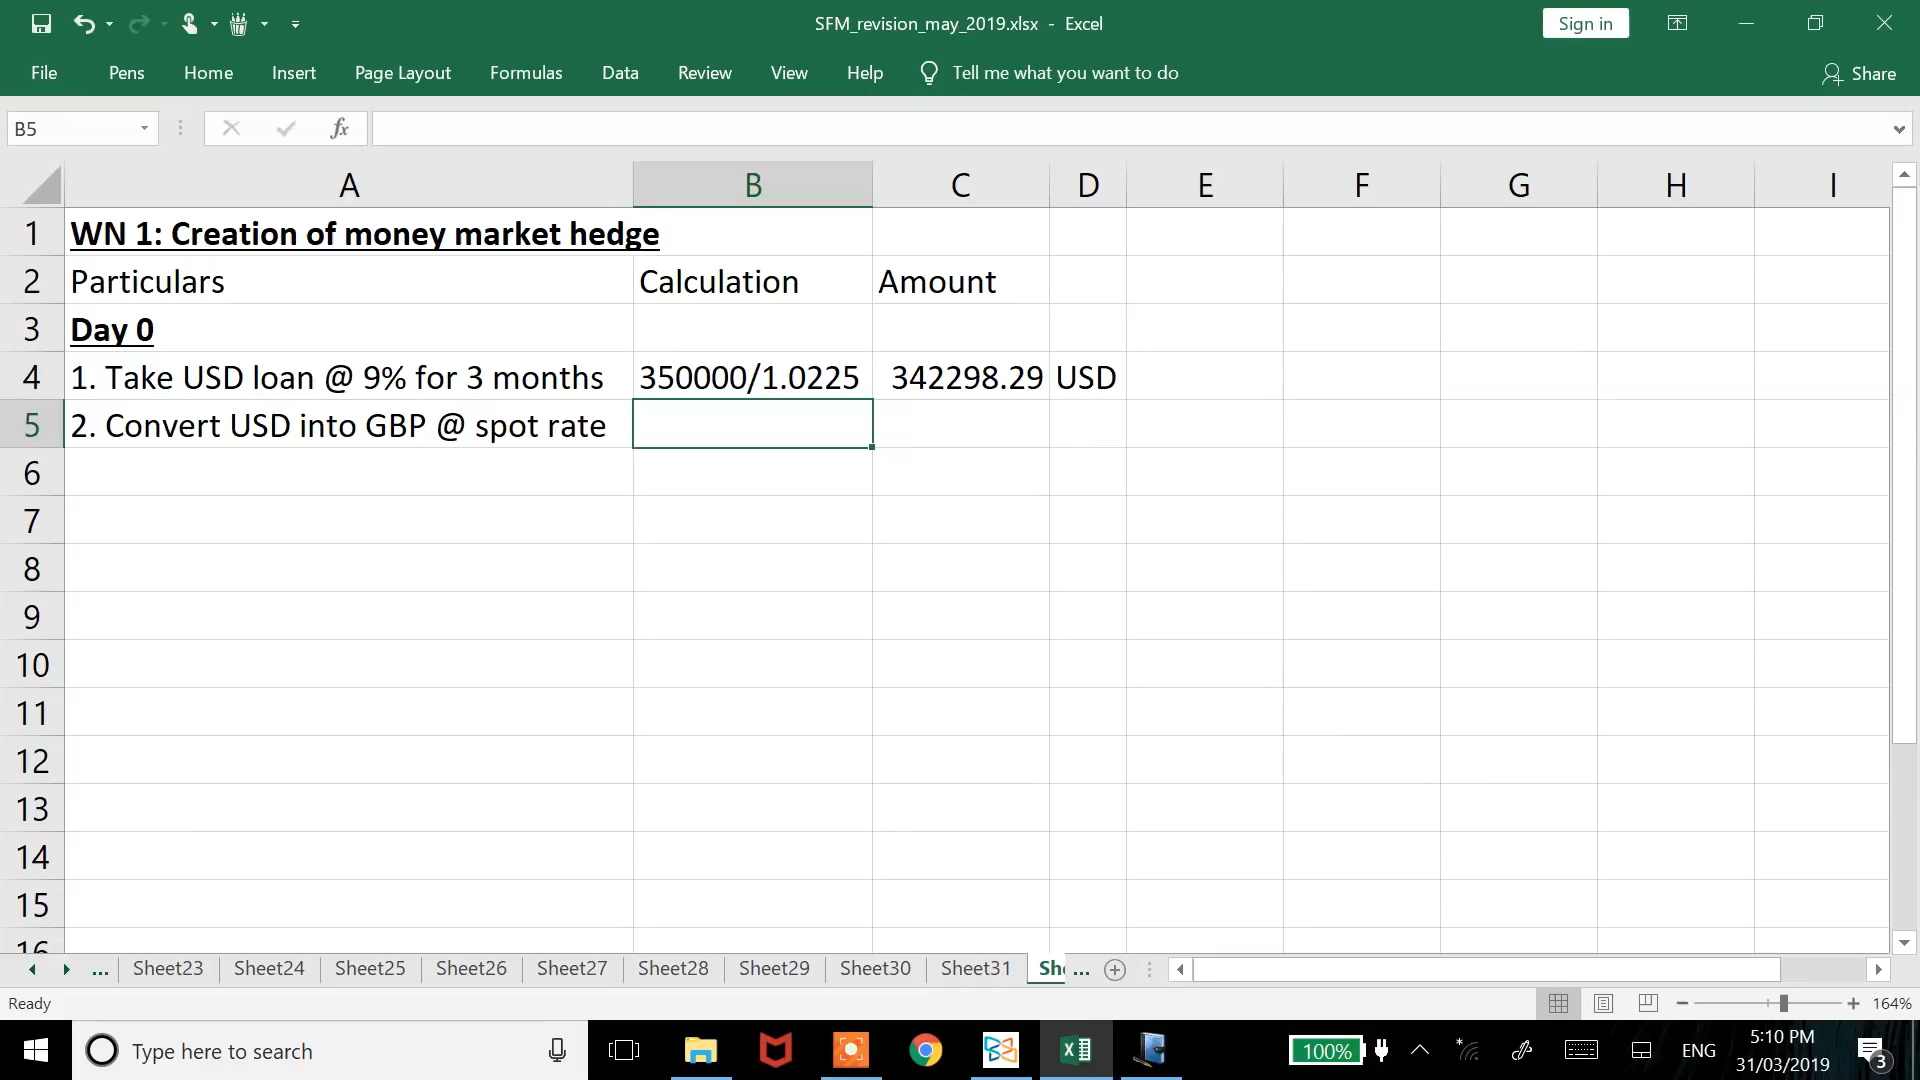 SFM_revision_may_2019.xlsx - Excel
Sign in
File Pens Home Insert Page Layout Formulas Data Review View Help Tell me what you want to do Share
B5 fx
A B C D E F G H I
1 WN 1: Creation of money market hedge
2 Particulars Calculation Amount
3 Day 0
4 1. Take USD loan @ 9% for 3 months 350000/1.0225 342298.29 USD
5 2. Convert USD into GBP @ spot rate
6
7
8
9
10
11
12
13
14
15
16
... Sheet23 Sheet24 Sheet25 Sheet26 Sheet27 Sheet28 Sheet29 Sheet30 Sheet31 She ...
Ready 164%
Type here to search 100% ENG 5:10 PM
31/03/2019 3